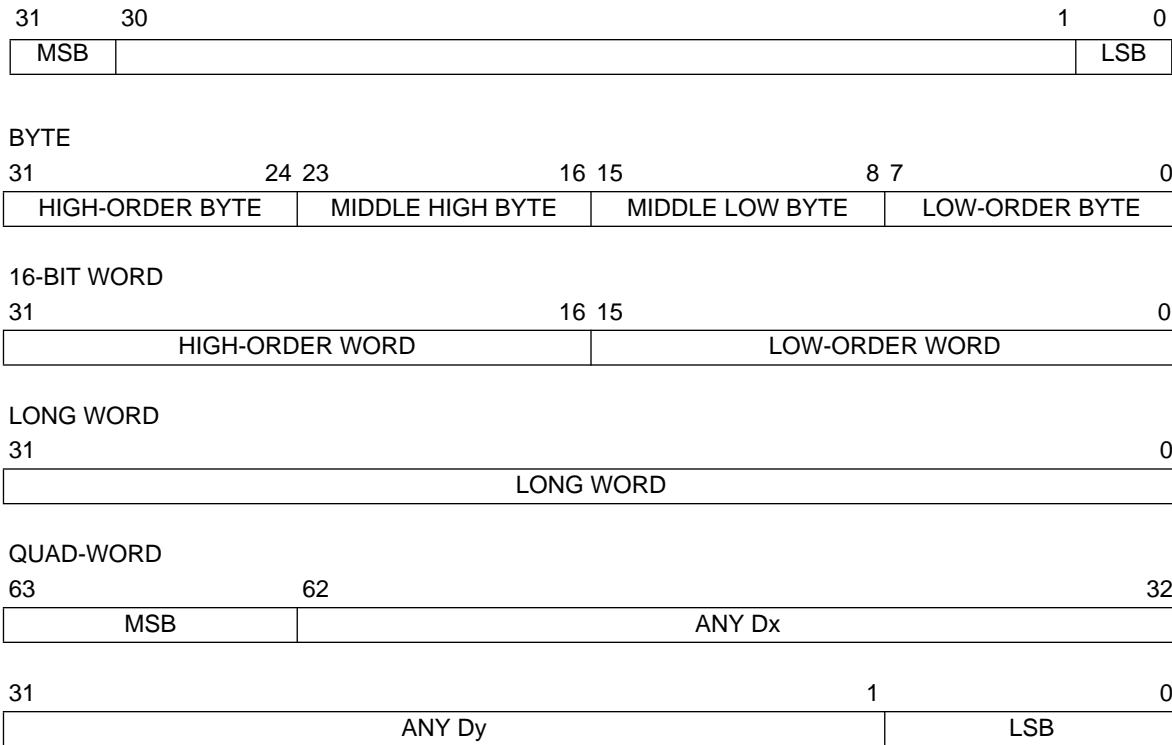 31 30 1 0
MSB LSB
BYTE
31 24 23 16 15 8 7 0
HIGH-ORDER BYTE MIDDLE HIGH BYTE MIDDLE LOW BYTE LOW-ORDER BYTE
16-BIT WORD
31 16 15 0
HIGH-ORDER WORD LOW-ORDER WORD
LONG WORD
31 0
LONG WORD
QUAD-WORD
63 62 32
MSB ANY Dx
31 1 0
ANY Dy LSB